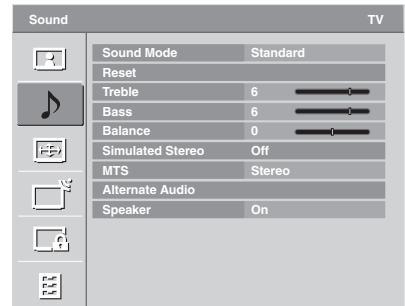 Sound TV
Sound Mode Standard
Reset
Treble 6
Bass 6
Balance 0
Simulated Stereo Off
MTS Stereo
Alternate Audio
Speaker On